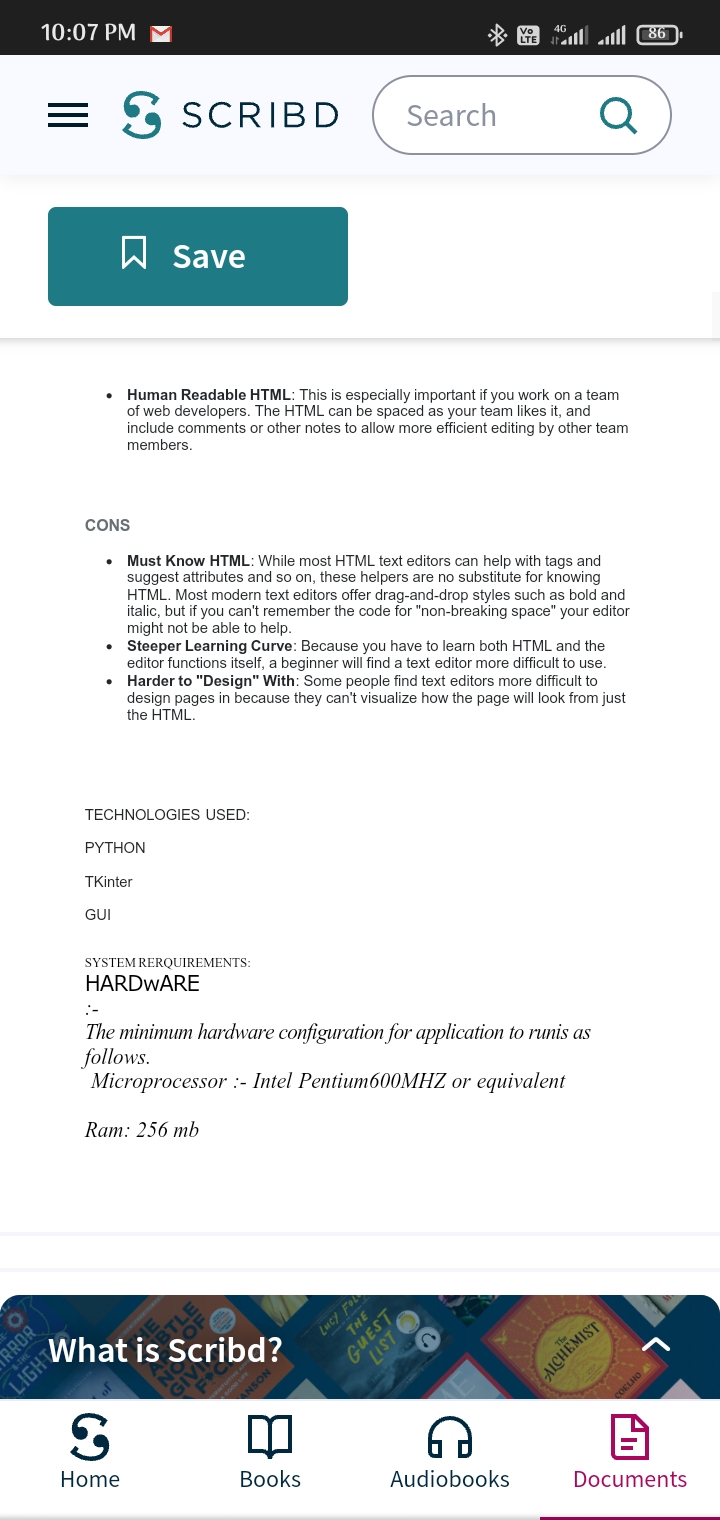 10:07 PM
Vo LTE
4G
86
SCRIBD
Search
Save
• Human Readable HTML: This is especially important if you work on a team
of web developers. The HTML can be spaced as your team likes it, and
include comments or other notes to allow more efficient editing by other team
members.
CONS
• Must Know HTML: While most HTML text editors can help with tags and
suggest attributes and so on, these helpers are no substitute for knowing
HTML. Most modern text editors offer drag-and-drop styles such as bold and
italic, but if you can't remember the code for "non-breaking space" your editor
might not be able to help.
• Steeper Learning Curve: Because you have to learn both HTML and the
editor functions itself, a beginner will find a text editor more difficult to use.
• Harder to "Design" With: Some people find text editors more difficult to
design pages in because they can't visualize how the page will look from just
the HTML.
TECHNOLOGIES USED:
PYTHON
TKinter
GUI
SYSTEM RERQUIREMENTS:
HARDwARE
:-
The minimum hardware configuration for application to runis as
follows.
Microprocessor :- Intel Pentium600MHZ or equivalent
Ram: 256 mb
What is Scribd?
THE
GUEST
LIST
ALCHEMIST
COELHO
Home
Books
Audiobooks
Documents